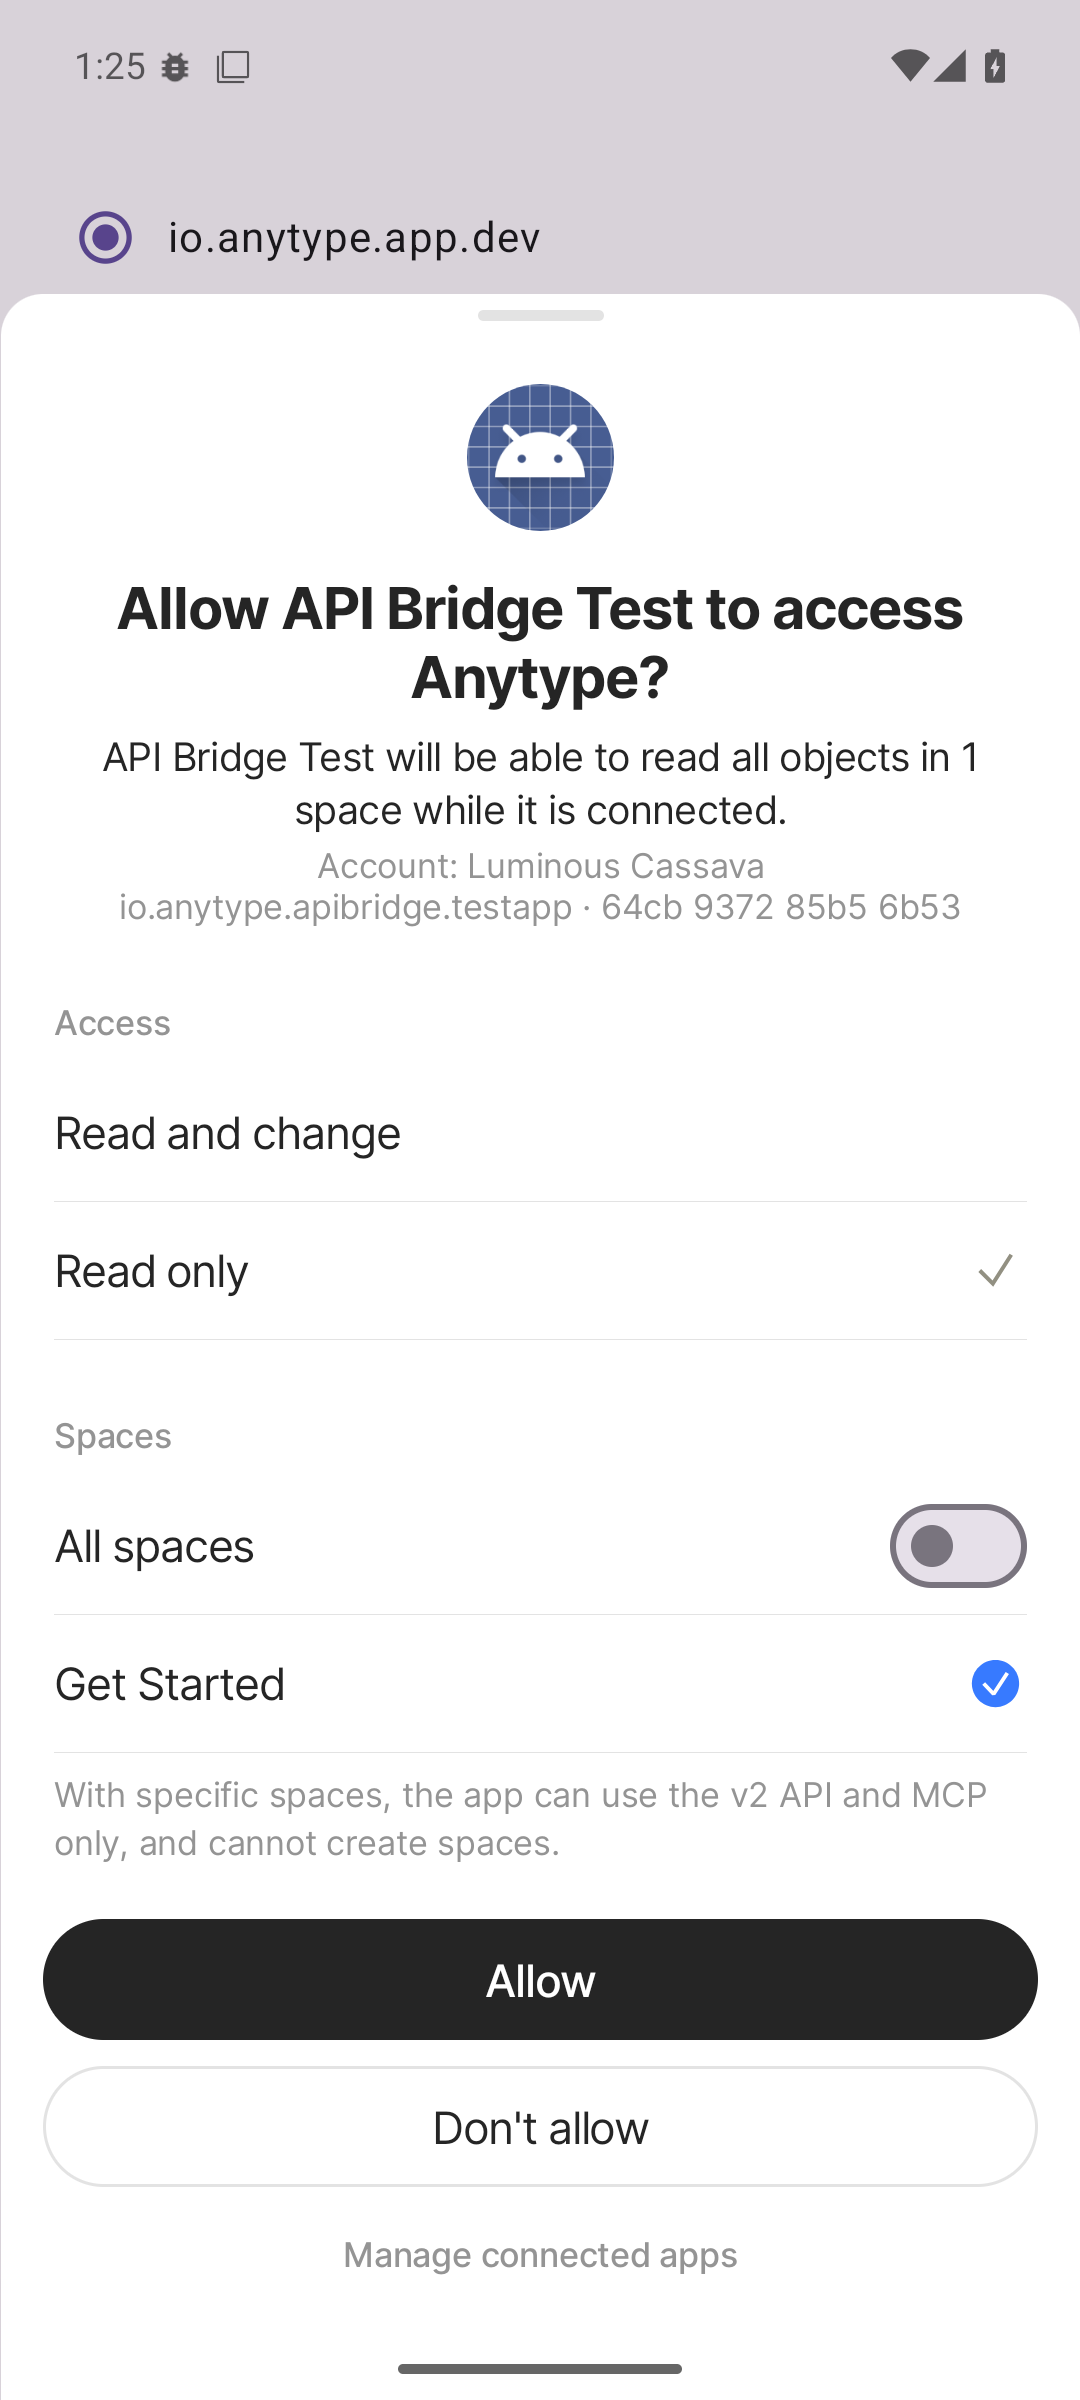 1:25
io.anytype.app.dev
Allow API Bridge Test to access
Anytype?
API Bridge Test will be able to read all objects in 1
space while it is connected.
Account: Luminous Cassava
io.anytype.apibridge.testapp · 64cb 9372 85b5 6b53
Access
Read and change
Read only
Spaces
All spaces
Get Started
With specific spaces, the app can use the v2 API and MCP
only, and cannot create spaces.
Allow
Don't allow
Manage connected apps